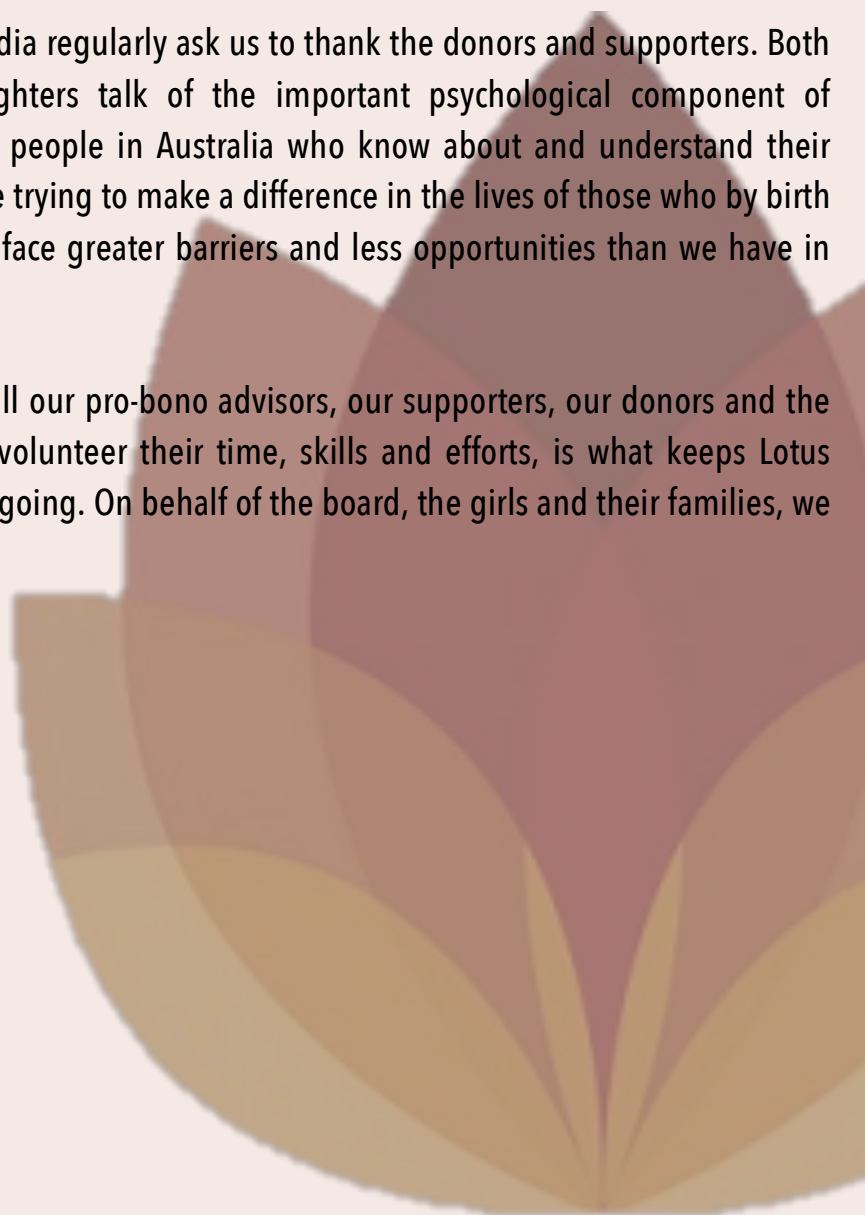 dia regularly ask us to thank the donors and supporters. Both
ghters talk of the important psychological component of
people in Australia who know about and understand their
e trying to make a difference in the lives of those who by birth
face greater barriers and less opportunities than we have in
ll our pro-bono advisors, our supporters, our donors and the
volunteer their time, skills and efforts, is what keeps Lotus
going. On behalf of the board, the girls and their families, we